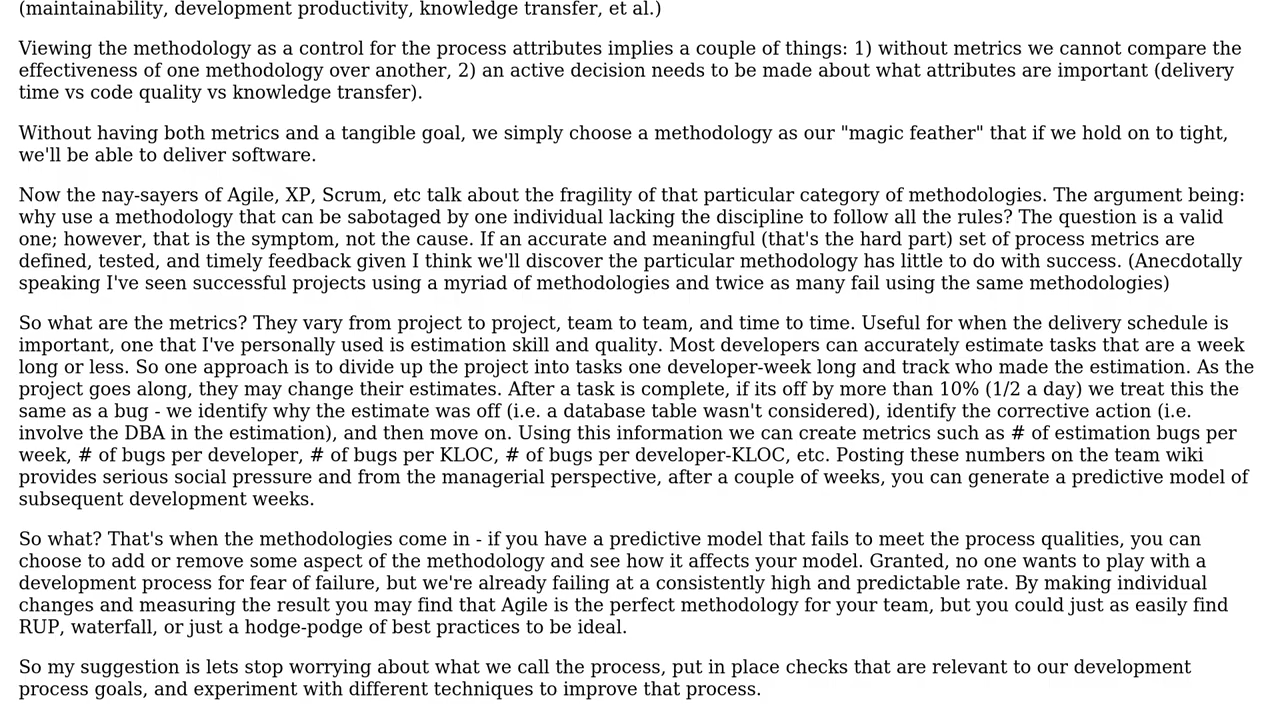 (maintainability, development productivity, knowledge transfer, et al.)
Viewing the methodology as a control for the process attributes implies a couple of things: 1) without metrics we cannot compare the
effectiveness of one methodology over another, 2) an active decision needs to be made about what attributes are important (delivery
time vs code quality vs knowledge transfer).
Without having both metrics and a tangible goal, we simply choose a methodology as our "magic feather" that if we hold on to tight,
we'll be able to deliver software.
Now the nay-sayers of Agile, XP, Scrum, etc talk about the fragility of that particular category of methodologies. The argument being:
why use a methodology that can be sabotaged by one individual lacking the discipline to follow all the rules? The question is a valid
one; however, that is the symptom, not the cause. If an accurate and meaningful (that's the hard part) set of process metrics are
defined, tested, and timely feedback given I think we'll discover the particular methodology has little to do with success. (Anecdotally
speaking I've seen successful projects using a myriad of methodologies and twice as many fail using the same methodologies)
So what are the metrics? They vary from project to project, team to team, and time to time. Useful for when the delivery schedule is
important, one that I've personally used is estimation skill and quality. Most developers can accurately estimate tasks that are a week
long or less. So one approach is to divide up the project into tasks one developer-week long and track who made the estimation. As the
project goes along, they may change their estimates. After a task is complete, if its off by more than 10% (1/2 a day) we treat this the
same as a bug - we identify why the estimate was off (i.e. a database table wasn't considered), identify the corrective action (i.e.
involve the DBA in the estimation), and then move on. Using this information we can create metrics such as # of estimation bugs per
week, # of bugs per developer, # of bugs per KLOC, # of bugs per developer-KLOC, etc. Posting these numbers on the team wiki
provides serious social pressure and from the managerial perspective, after a couple of weeks, you can generate a predictive model of
subsequent development weeks.
So what? That's when the methodologies come in - if you have a predictive model that fails to meet the process qualities, you can
choose to add or remove some aspect of the methodology and see how it affects your model. Granted, no one wants to play with a
development process for fear of failure, but we're already failing at a consistently high and predictable rate. By making individual
changes and measuring the result you may find that Agile is the perfect methodology for your team, but you could just as easily find
RUP, waterfall, or just a hodge-podge of best practices to be ideal.
So my suggestion is lets stop worrying about what we call the process, put in place checks that are relevant to our development
process goals, and experiment with different techniques to improve that process.